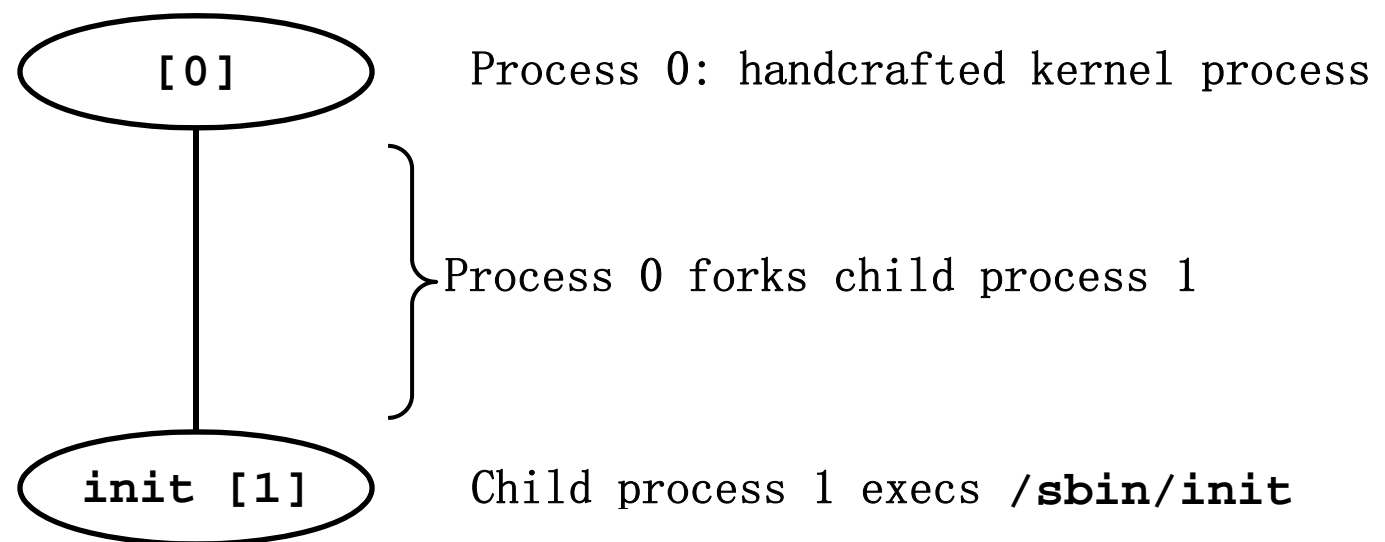 [0]
Process 0: handcrafted kernel process
Process 0 forks child process 1
init [1]
Child process 1 execs /sbin/init